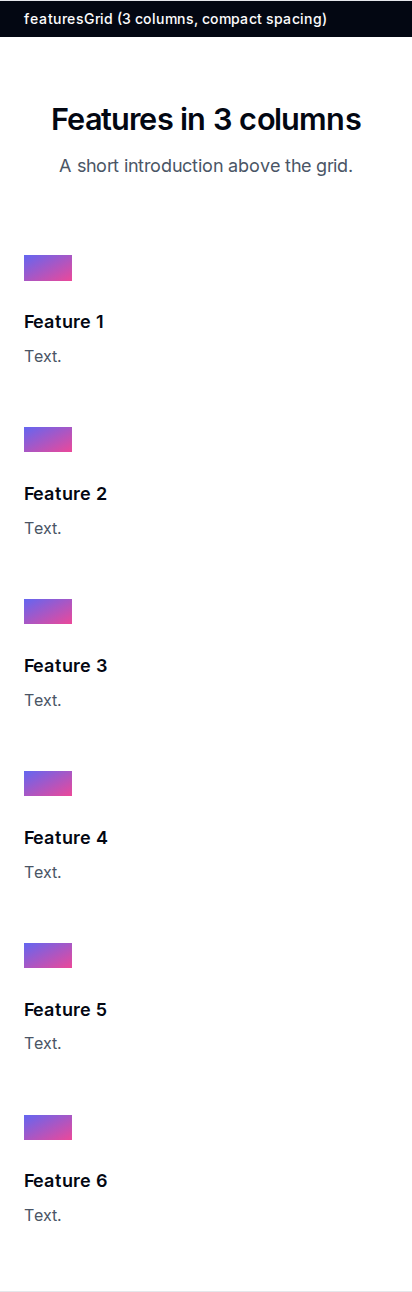 featuresGrid (3 columns, compact spacing)
Features in 3 columns
A short introduction above the grid.
Feature 1
Text.
Feature 2
Text.
Feature 3
Text.
Feature 4
Text.
Feature 5
Text.
Feature 6
Text.